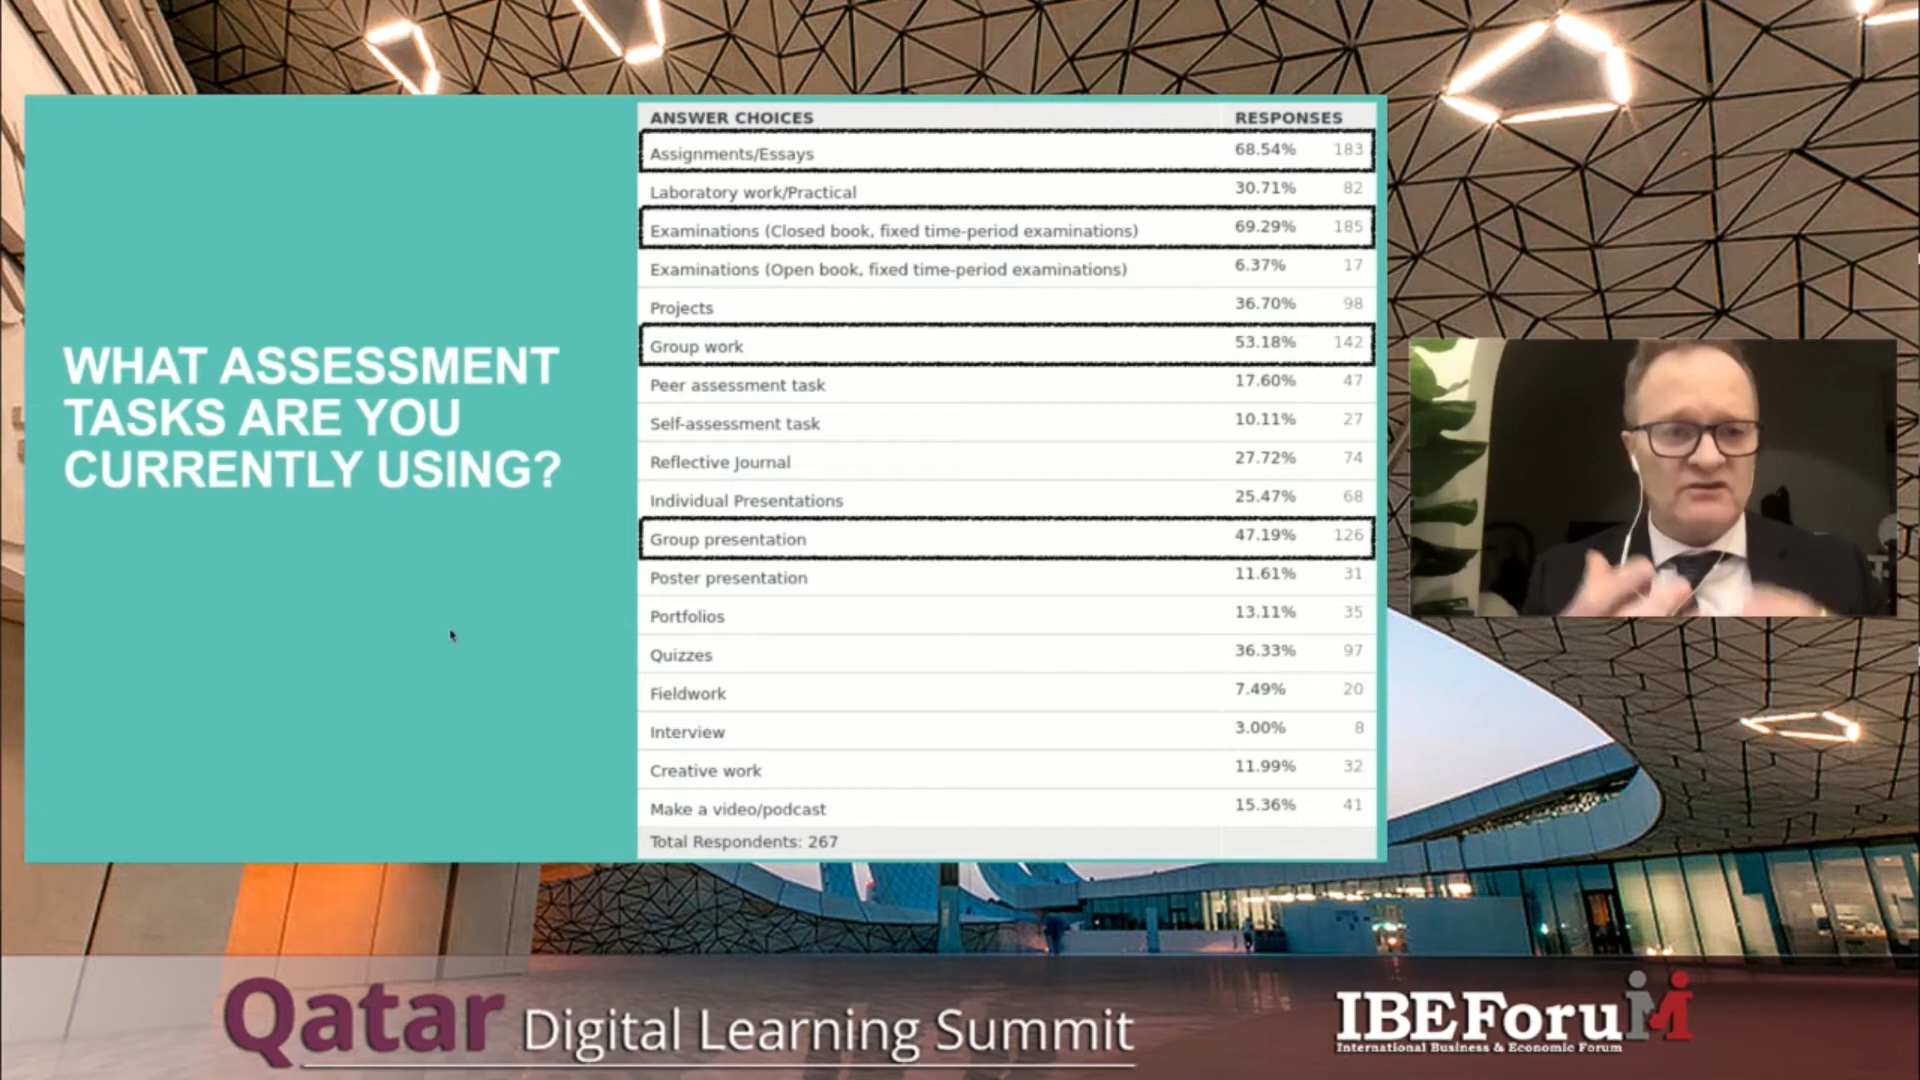 WHAT ASSESSMENT
TASKS ARE YOU
CURRENTLY USING?
ANSWER CHOICES RESPONSES
Assignments/Essays 68.54% 183
Laboratory work/Practical 30.71% 82
Examinations (Closed book, fixed time-period examinations) 69.29% 185
Examinations (Open book, fixed time-period examinations) 6.37% 17
Projects 36.70% 98
Group work 53.18% 142
Peer assessment task 17.60% 47
Self-assessment task 10.11% 27
Reflective Journal 27.72% 74
Individual Presentations 25.47% 68
Group presentation 47.19% 126
Poster presentation 11.61% 31
Portfolios 13.11% 35
Quizzes 36.33% 97
Fieldwork 7.49% 20
Interview 3.00% 8
Creative work 11.99% 32
Make a video/podcast 15.36% 41
Total Respondents: 267
Qatar Digital Learning Summit
IBEForuM
International Business & Economic Forum